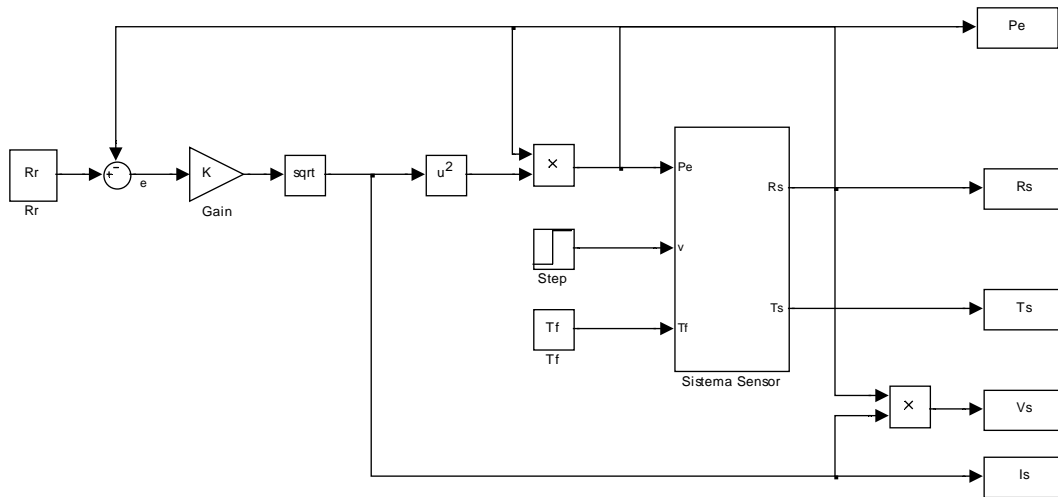 Pe
Rr
Rr
+
−
e
K
Gain
sqrt
u2
×
Pe
v
Tf
Rs
Ts
Sistema Sensor
Step
Tf
Tf
Rs
Ts
×
Vs
Is